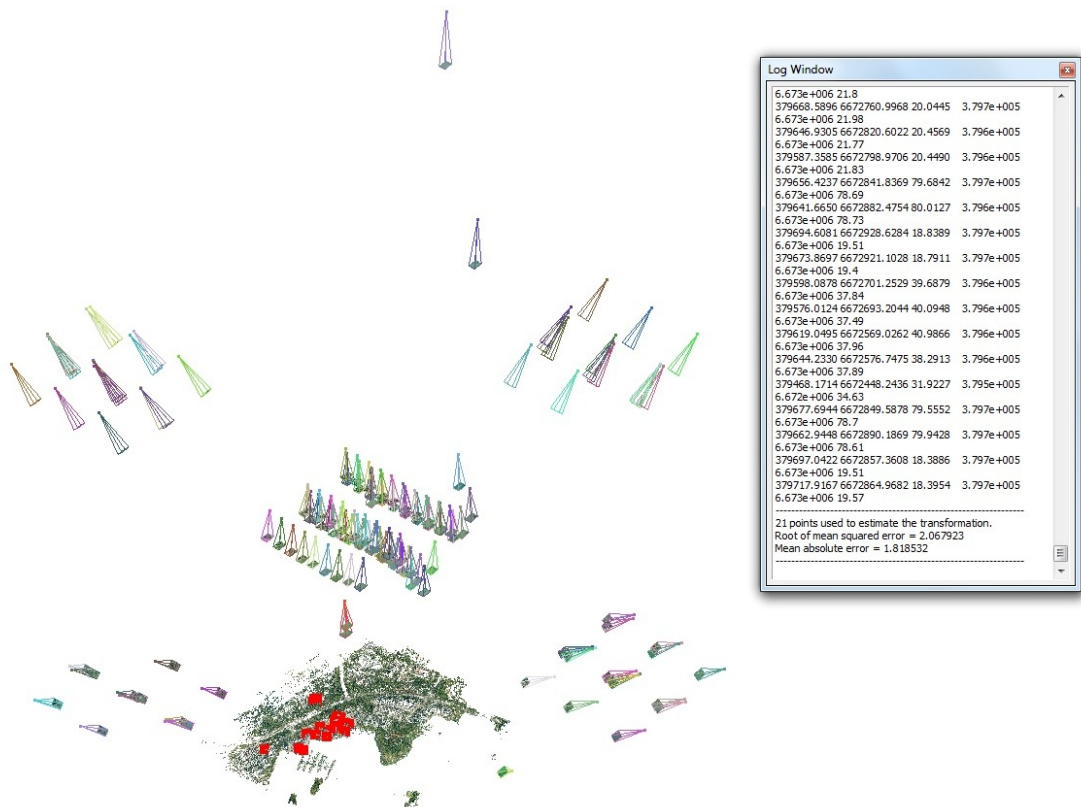 Log Window
6.673e+006 21.8
379668.5896 6672760.9968 20.0445 3.797e+005
6.673e+006 21.98
379646.9305 6672820.6022 20.4569 3.796e+005
6.673e+006 21.77
379587.3585 6672798.9706 20.4490 3.796e+005
6.673e+006 21.83
379656.4237 6672841.8369 79.6842 3.797e+005
6.673e+006 78.69
379641.6650 6672882.4754 80.0127 3.796e+005
6.673e+006 78.73
379694.6081 6672928.6284 18.8389 3.797e+005
6.673e+006 19.51
379673.8697 6672921.1028 18.7911 3.797e+005
6.673e+006 19.4
379598.0878 6672701.2529 39.6879 3.796e+005
6.673e+006 37.84
379576.0124 6672693.2044 40.0948 3.796e+005
6.673e+006 37.49
379619.0495 6672569.0262 40.9866 3.796e+005
6.673e+006 37.96
379644.2330 6672576.7475 38.2913 3.796e+005
6.673e+006 37.89
379468.1714 6672448.2436 31.9227 3.795e+005
6.672e+006 34.63
379677.6944 6672849.5878 79.5552 3.797e+005
6.673e+006 78.7
379662.9448 6672890.1869 79.9428 3.797e+005
6.673e+006 78.61
379697.0422 6672857.3608 18.3886 3.797e+005
6.673e+006 19.51
379717.9167 6672864.9682 18.3954 3.797e+005
6.673e+006 19.57
21 points used to estimate the transformation.
Root of mean squared error = 2.067923
Mean absolute error = 1.818532